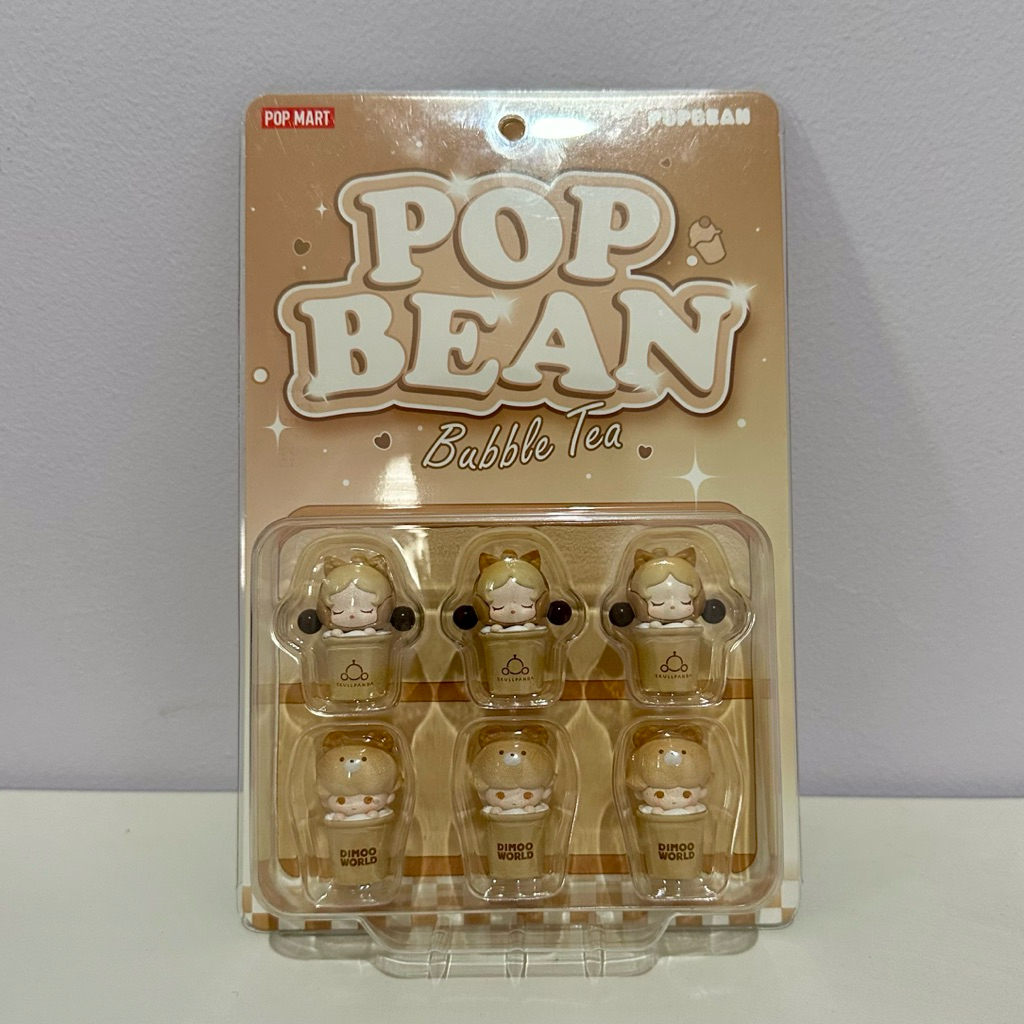 POP MART
POPBEAN
POP
BEAN
Bubble Tea
SKULLPANDA
SKULLPANDA
SKULLPANDA
DIMOO
WORLD
DIMOO
WORLD
DIMOO
WORLD